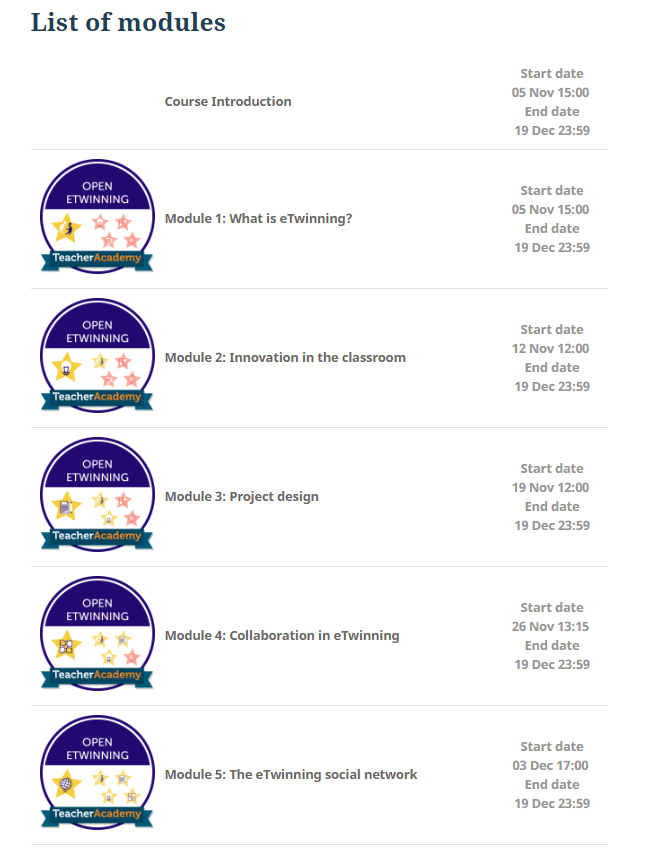 List of modules
Course Introduction
Start date
05 Nov 15:00
End date
19 Dec 23:59
OPEN
ETWINNING
TeacherAcademy
Module 1: What is eTwinning?
Start date
05 Nov 15:00
End date
19 Dec 23:59
OPEN
ETWINNING
TeacherAcademy
Module 2: Innovation in the classroom
Start date
12 Nov 12:00
End date
19 Dec 23:59
OPEN
ETWINNING
TeacherAcademy
Module 3: Project design
Start date
19 Nov 12:00
End date
19 Dec 23:59
OPEN
ETWINNING
TeacherAcademy
Module 4: Collaboration in eTwinning
Start date
26 Nov 13:15
End date
19 Dec 23:59
OPEN
ETWINNING
TeacherAcademy
Module 5: The eTwinning social network
Start date
03 Dec 17:00
End date
19 Dec 23:59